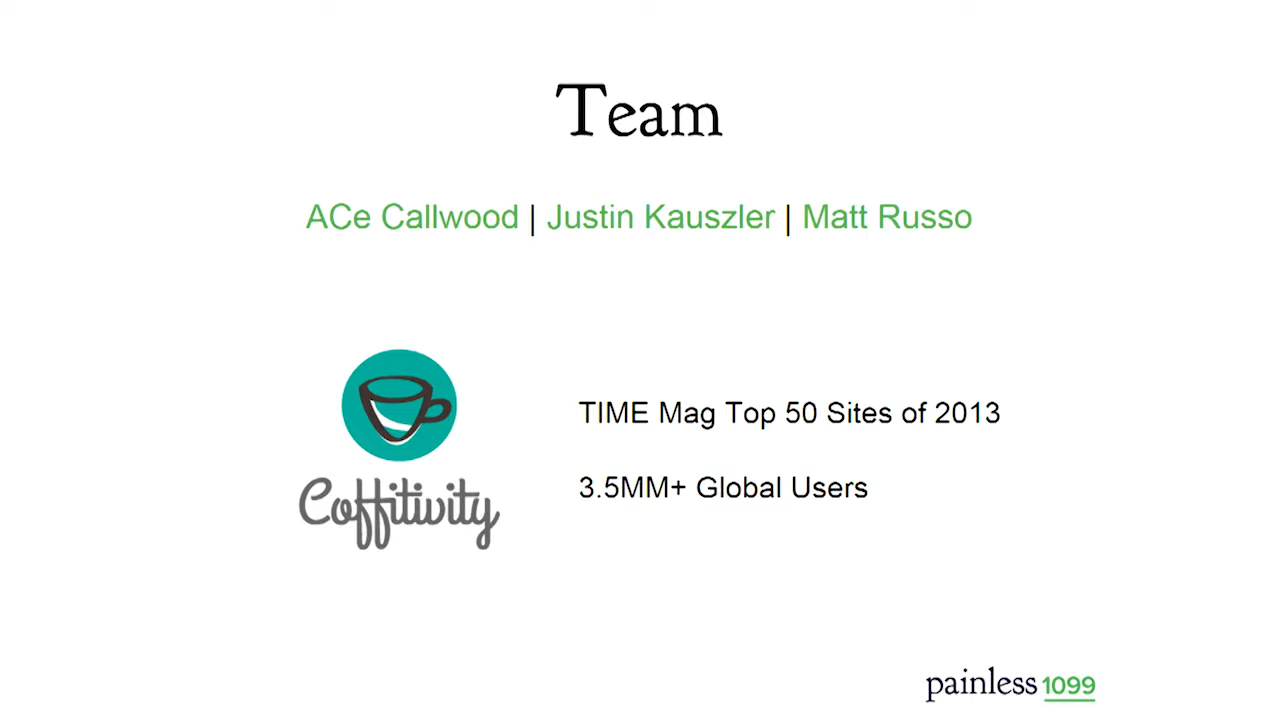 Team
ACe Callwood | Justin Kauszler | Matt Russo
TIME Mag Top 50 Sites of 2013
Coffitivity
3.5MM+ Global Users
painless 1099